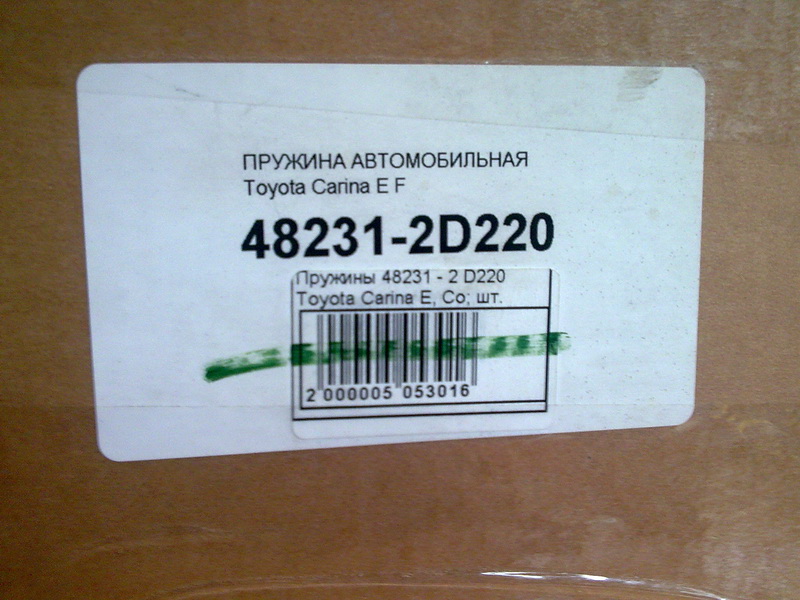 ПРУЖИНА АВТОМОБИЛЬНАЯ
Toyota Carina E F
48231-2D220
Пружины 48231 - 2 D220
Toyota Carina E, Co; шт.
2 000005 053016